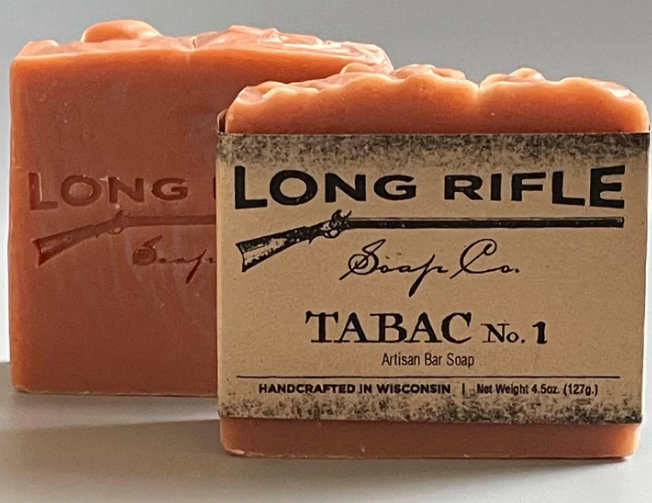 LONG
Soap
LONG RIFLE
Soap Co.
TABAC No. 1
Artisan Bar Soap
HANDCRAFTED IN WISCONSIN | Net Weight 4.5oz. (127g.)